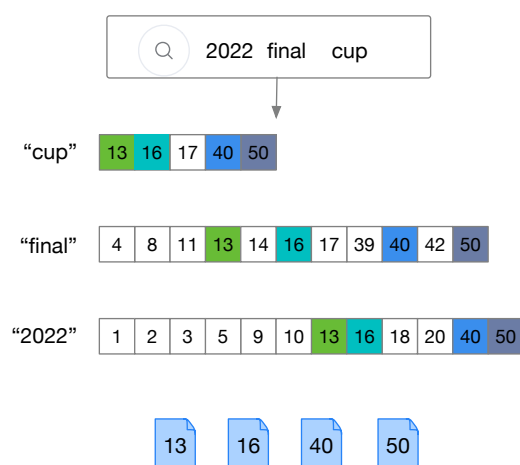 2022 final cup
“cup” 13 16 17 40 50
“final” 4 8 11 13 14 16 17 39 40 42 50
“2022” 1 2 3 5 9 10 13 16 18 20 40 50
13 16 40 50